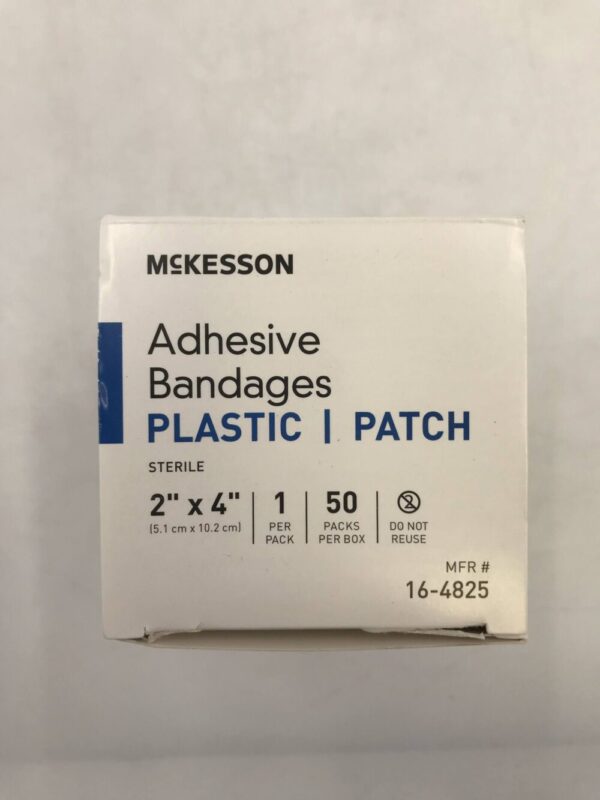 McKESSON
Adhesive
Bandages
PLASTIC | PATCH
STERILE
2" x 4" 1 50
(5.1 cm x 10.2 cm) PER PACKS DO NOT
PACK PER BOX REUSE
MFR #
16-4825